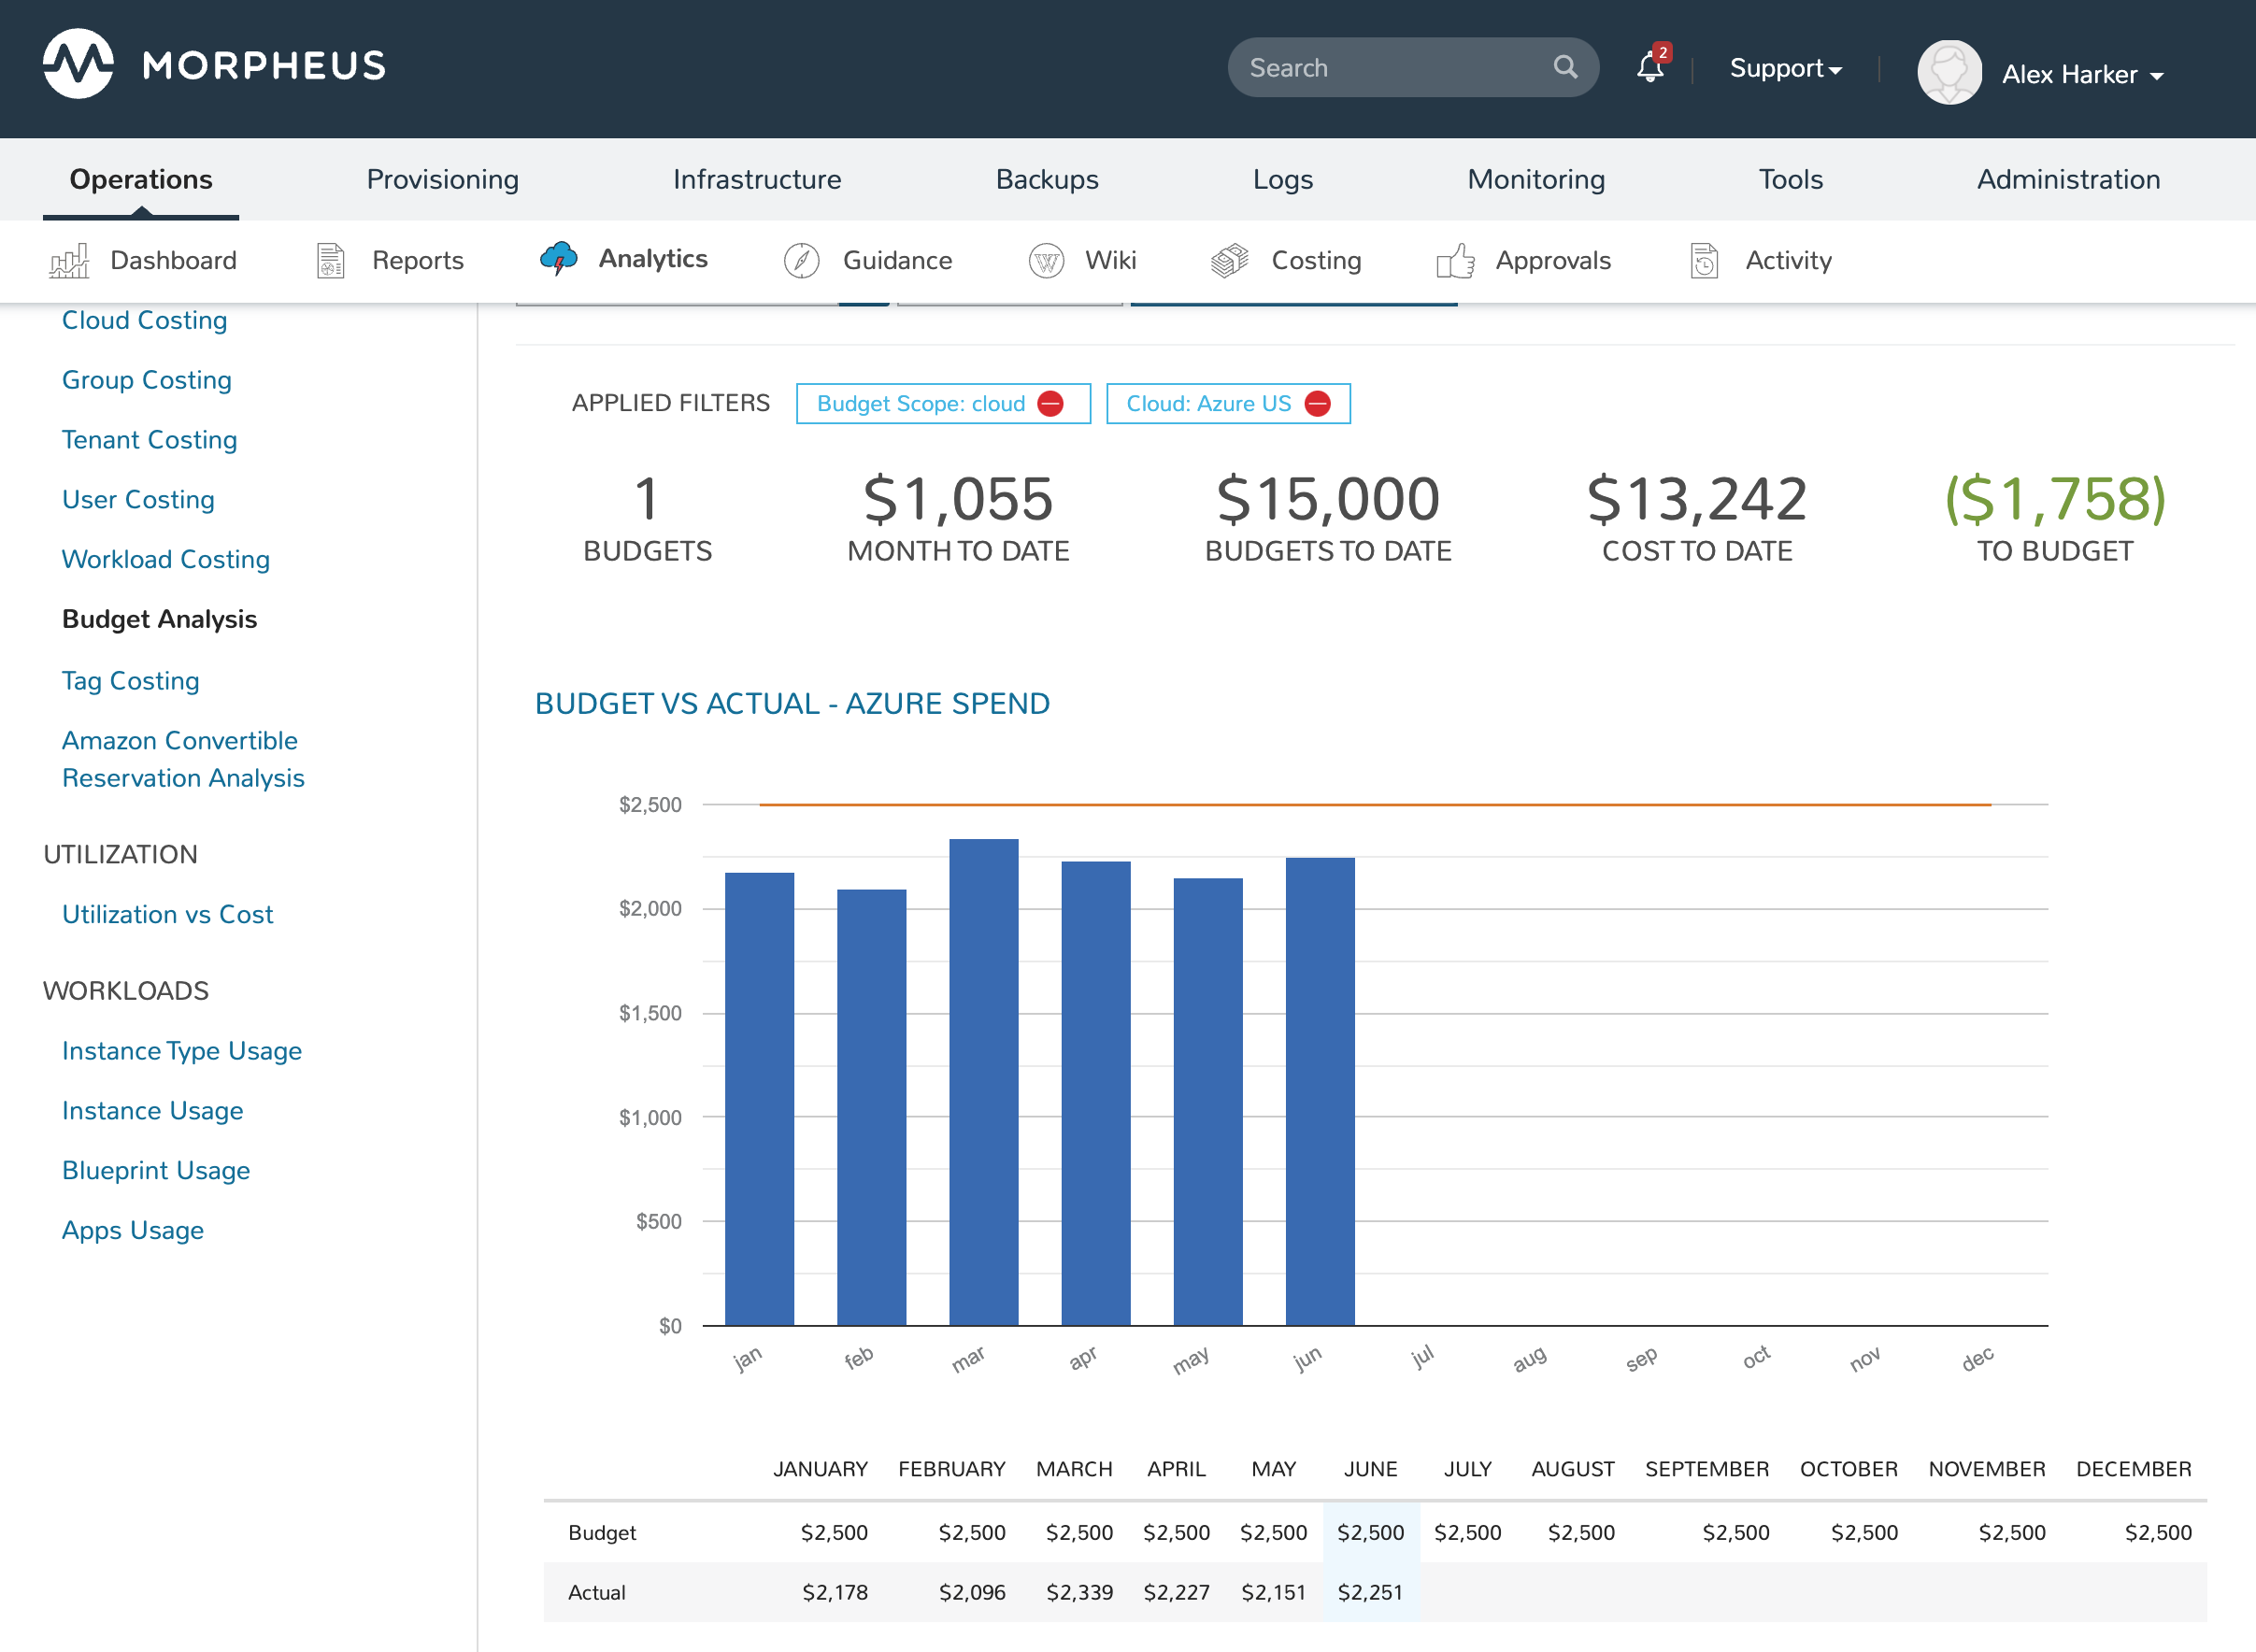 MORPHEUS
Search
2
Support
Alex Harker
Operations Provisioning Infrastructure Backups Logs Monitoring Tools Administration
Dashboard Reports Analytics Guidance Wiki Costing Approvals Activity
Cloud Costing
Group Costing
Tenant Costing
User Costing
Workload Costing
Budget Analysis
Tag Costing
Amazon Convertible
Reservation Analysis
UTILIZATION
Utilization vs Cost
WORKLOADS
Instance Type Usage
Instance Usage
Blueprint Usage
Apps Usage
APPLIED FILTERS Budget Scope: cloud Cloud: Azure US
1 $1,055 $15,000 $13,242 ($1,758)
BUDGETS MONTH TO DATE BUDGETS TO DATE COST TO DATE TO BUDGET
BUDGET VS ACTUAL - AZURE SPEND
$2,500
$2,000
$1,500
$1,000
$500
$0
jan feb mar apr may jun jul aug sep oct nov dec
JANUARY FEBRUARY MARCH APRIL MAY JUNE JULY AUGUST SEPTEMBER OCTOBER NOVEMBER DECEMBER
Budget $2,500 $2,500 $2,500 $2,500 $2,500 $2,500 $2,500 $2,500 $2,500 $2,500 $2,500 $2,500
Actual $2,178 $2,096 $2,339 $2,227 $2,151 $2,251